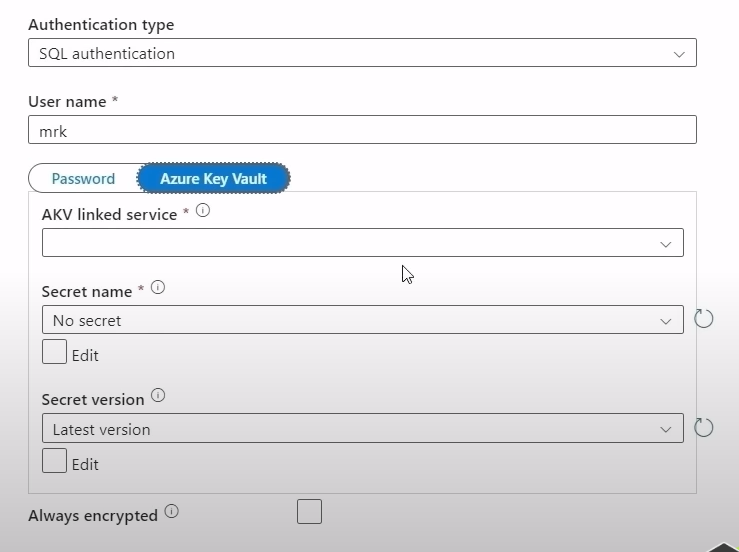 Authentication type
SQL authentication
User name *
mrk
Password
Azure Key Vault
AKV linked service *
Secret name *
No secret
Edit
Secret version
Latest version
Edit
Always encrypted